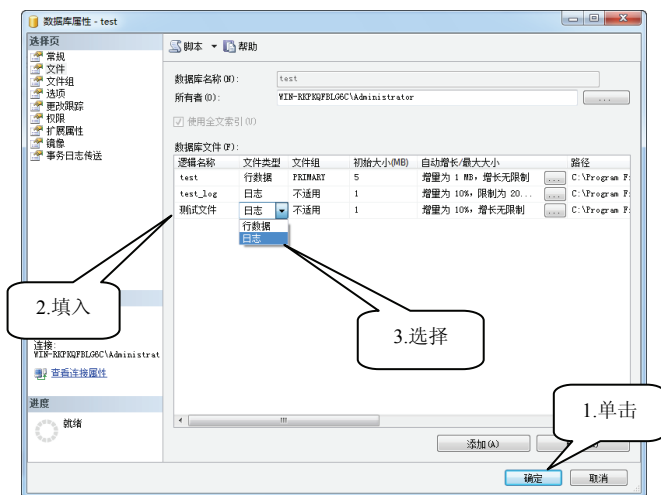 数据库属性 - test
选择页
常规
文件
文件组
选项
更改跟踪
权限
扩展属性
镜像
事务日志传送
脚本 帮助
数据库名称(N): test
所有者(O): WIN-RKPKQFBLG6C\Administrator ...
使用全文索引(U)
数据库文件(F):
逻辑名称 文件类型 文件组 初始大小(MB) 自动增长/最大大小 路径
test 行数据 PRIMARY 5 增量为 1 MB，增长无限制 ... C:\Program F:
test_log 日志 不适用 1 增量为 10%，限制为 20... ... C:\Program F:
测试文件 日志 不适用 1 增量为 10%，增长无限制 ... C:\Program F:
行数据
日志
2.填入
3.选择
连接:
WIN-RKPKQFBLG6C\Administrat
查看连接属性
进度
就绪
1.单击
添加(A)
确定 取消